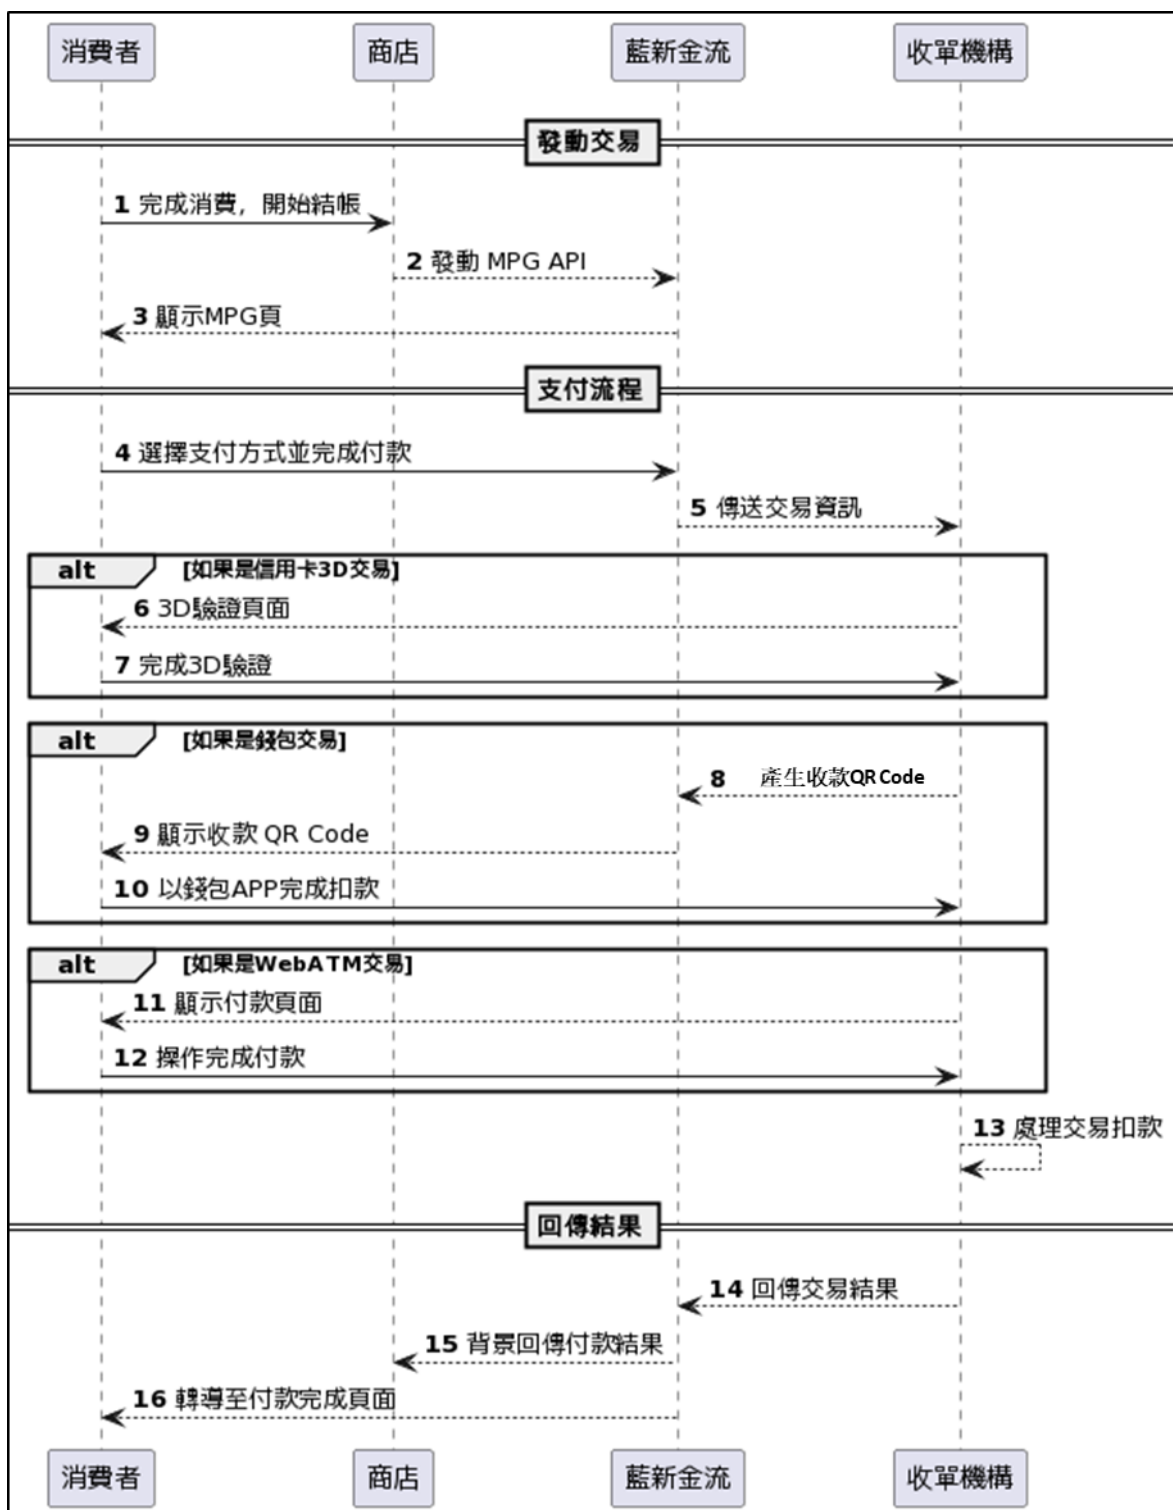 消費者 商店 藍新金流 收單機構
發動交易
1 完成消費，開始結帳
2 發動 MPG API
3 顯示MPG頁
支付流程
4 選擇支付方式並完成付款
5 傳送交易資訊
alt [如果是信用卡3D交易]
6 3D驗證頁面
7 完成3D驗證
alt [如果是錢包交易]
8 產生收款QR Code
9 顯示收款 QR Code
10 以錢包APP完成扣款
alt [如果是WebATM交易]
11 顯示付款頁面
12 操作完成付款
13 處理交易扣款
回傳結果
14 回傳交易結果
15 背景回傳付款結果
16 轉導至付款完成頁面
消費者 商店 藍新金流 收單機構